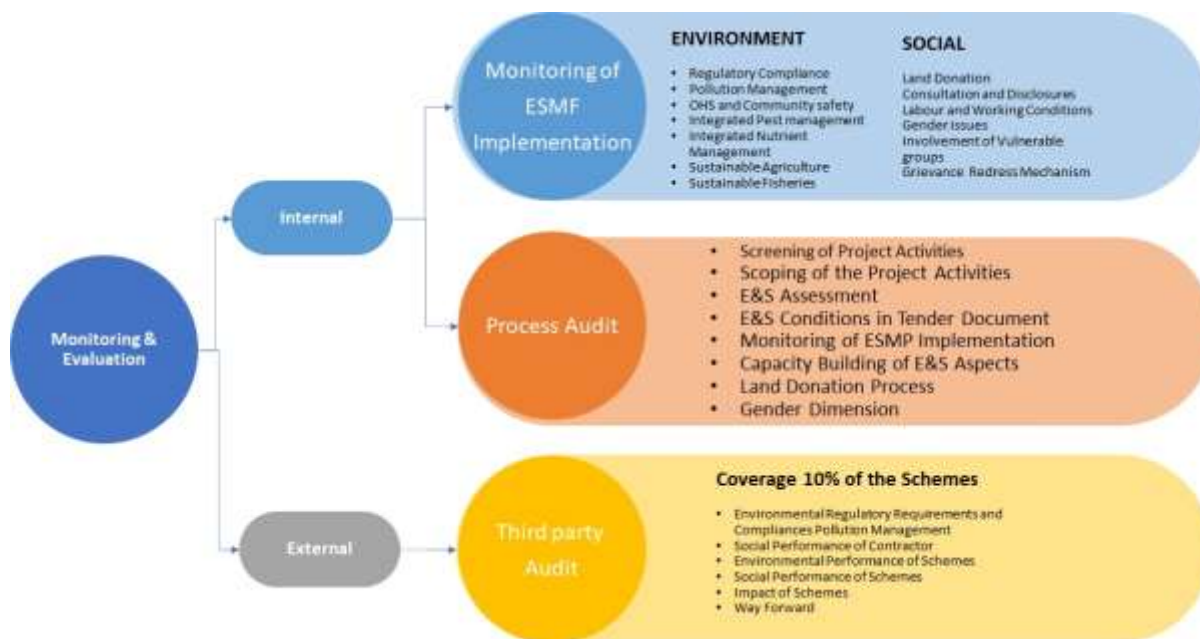 Monitoring &
Evaluation
Internal
External
Monitoring of
ESMF
Implementation
ENVIRONMENT
• Regulatory Compliance
• Pollution Management
• OHS and Community safety
• Integrated Pest management
• Integrated Nutrient
Management
• Sustainable Agriculture
• Sustainable Fisheries
SOCIAL
Land Donation
Consultation and Disclosures
Labour and Working Conditions
Gender Issues
Involvement of Vulnerable
groups
Grievance Redress Mechanism
Process Audit
• Screening of Project Activities
• Scoping of the Project Activities
• E&S Assessment
• E&S Conditions in Tender Document
• Monitoring of ESMP Implementation
• Capacity Building of E&S Aspects
• Land Donation Process
• Gender Dimension
Third party
Audit
Coverage 10% of the Schemes
• Environmental Regulatory Requirements and
Compliances Pollution Management
• Social Performance of Contractor
• Environmental Performance of Schemes
• Social Performance of Schemes
• Impact of Schemes
• Way Forward